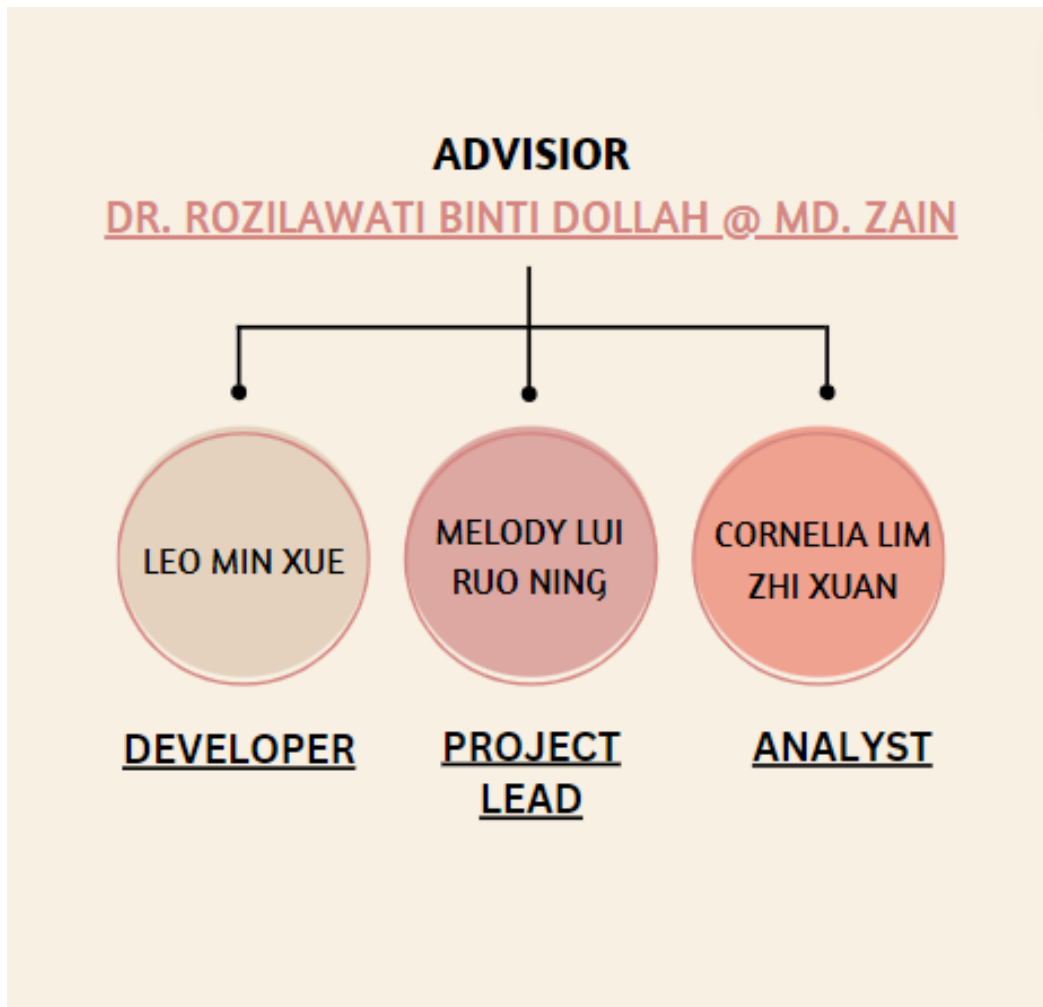 ADVISIOR
DR. ROZILAWATI BINTI DOLLAH @ MD. ZAIN
LEO MIN XUE
MELODY LUI
RUO NING
CORNELIA LIM
ZHI XUAN
DEVELOPER
PROJECT
LEAD
ANALYST